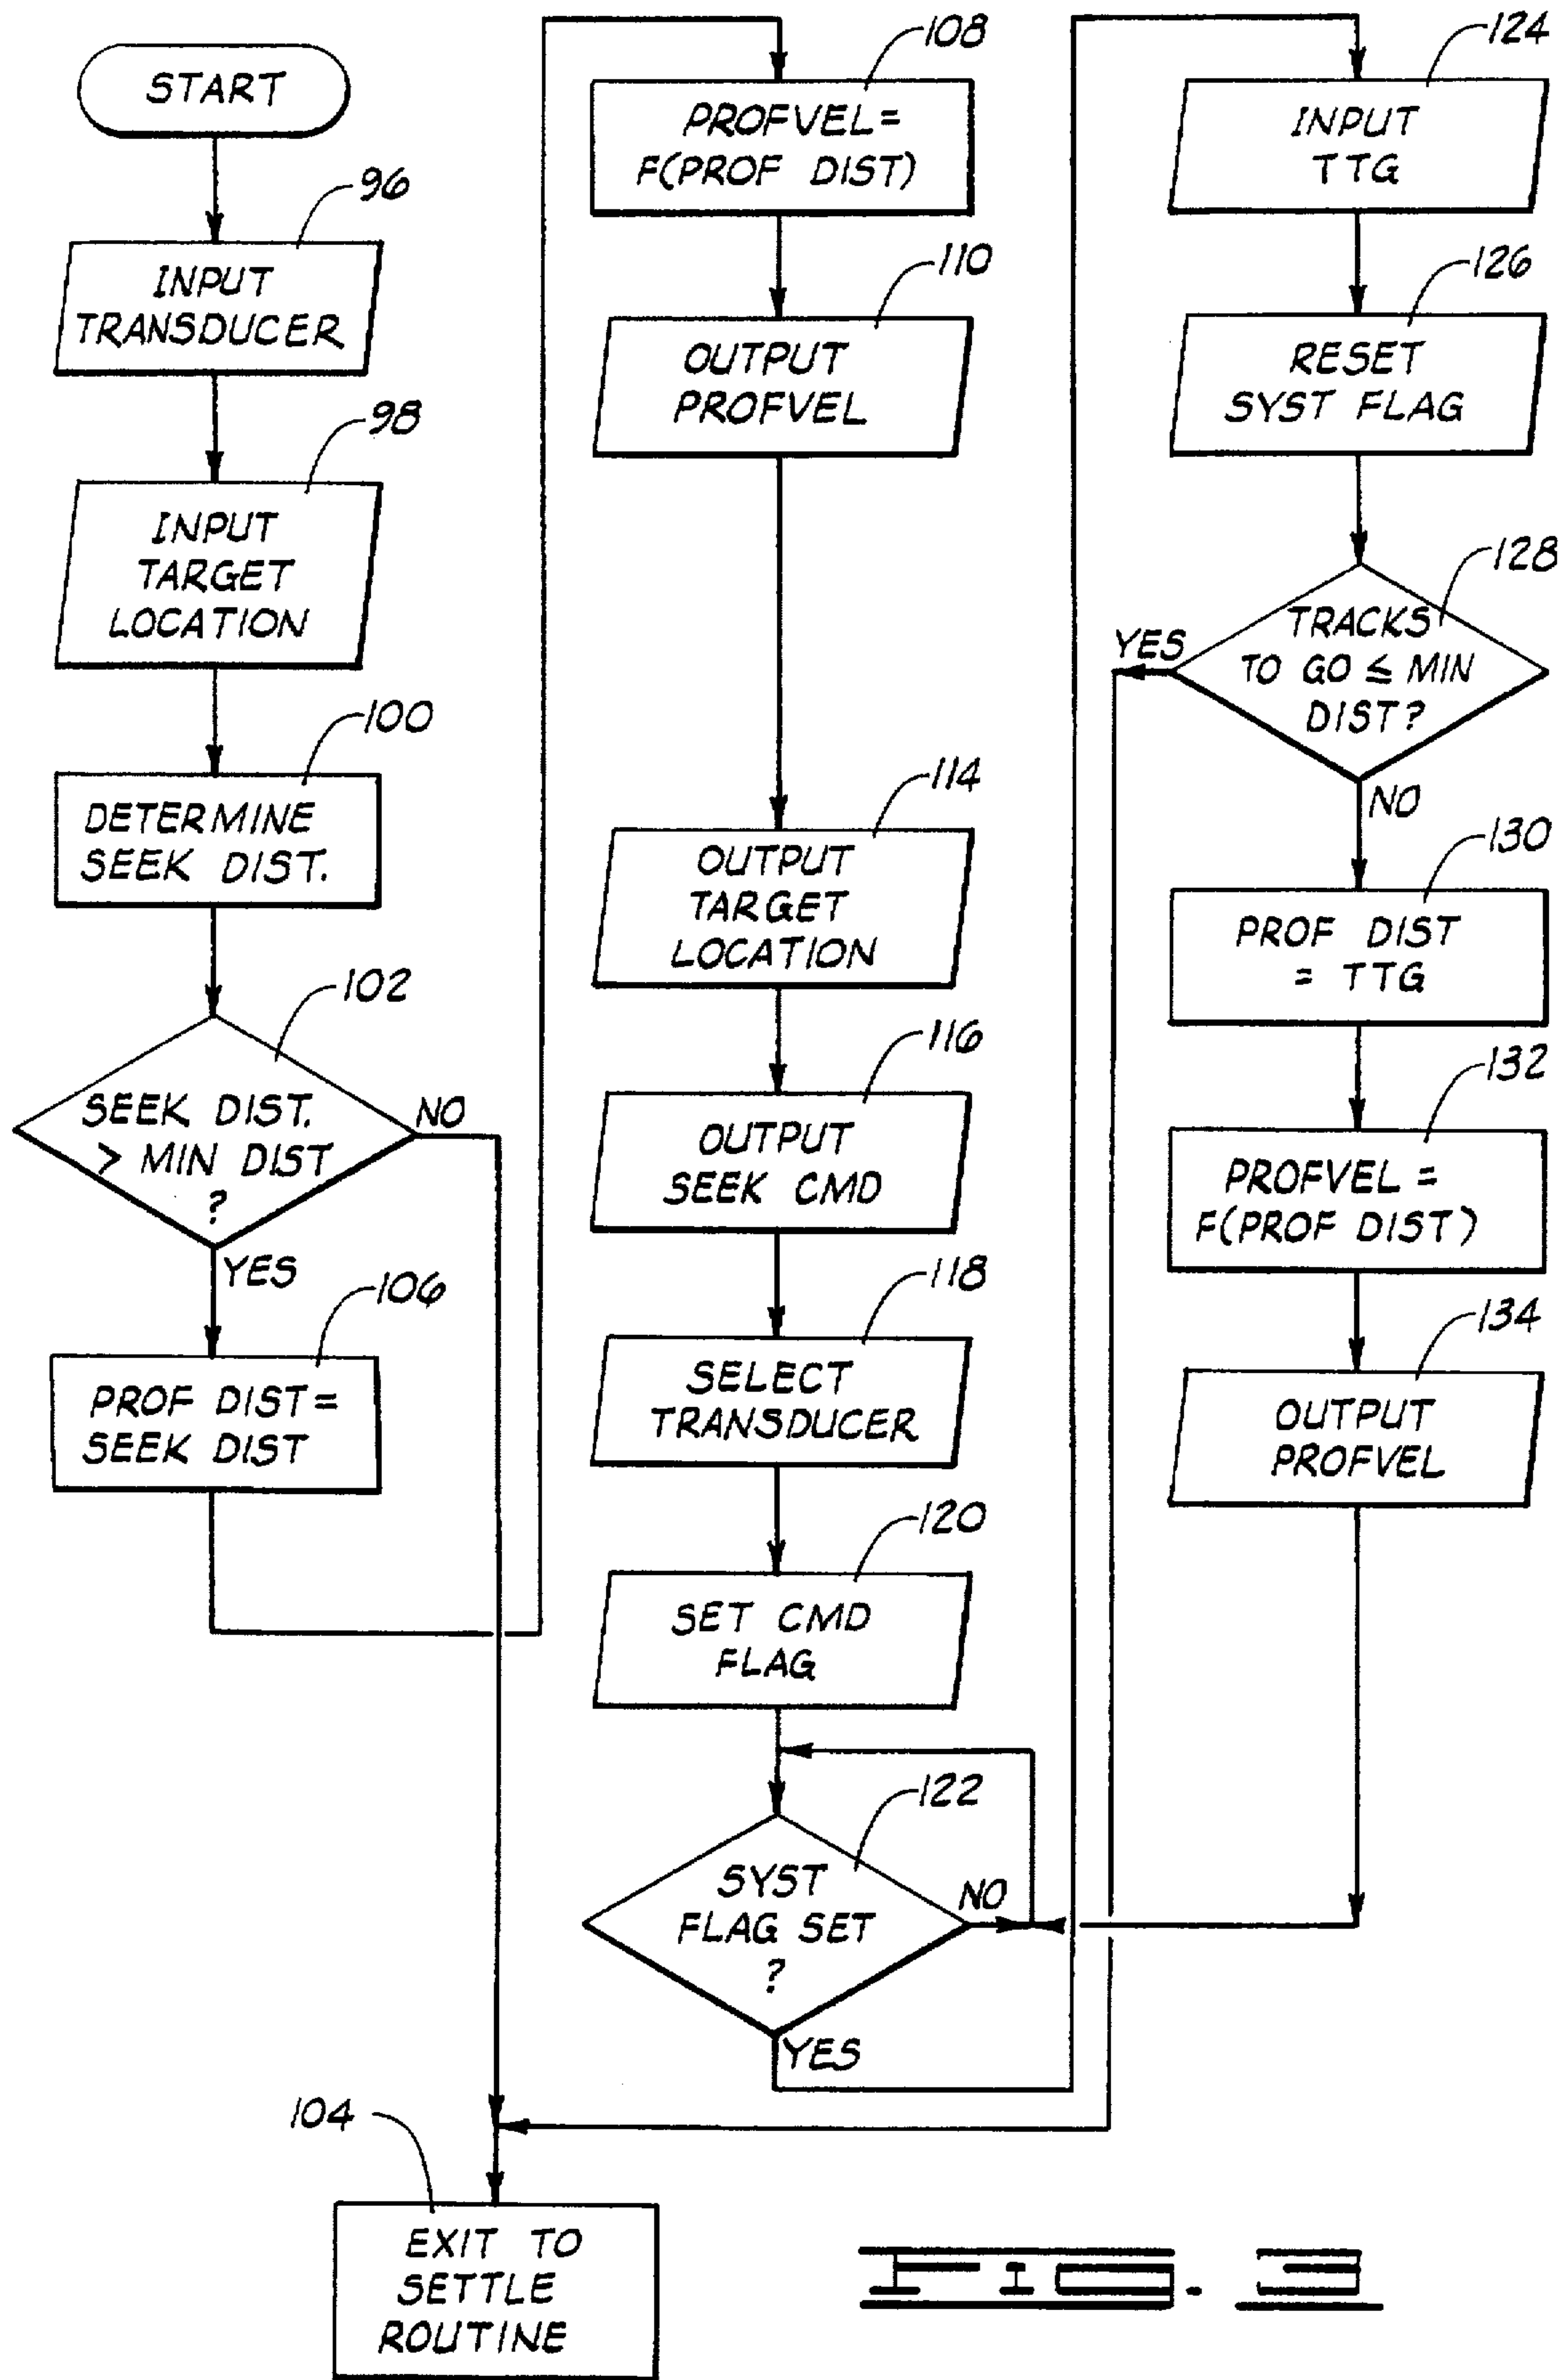 START
96
INPUT
TRANSDUCER
98
INPUT
TARGET
LOCATION
100
DETERMINE
SEEK DIST.
102
SEEK DIST.
> MIN DIST
?
NO
YES
106
PROF DIST =
SEEK DIST
104
EXIT TO
SETTLE
ROUTINE
108
PROFVEL =
F(PROF DIST)
110
OUTPUT
PROFVEL
114
OUTPUT
TARGET
LOCATION
116
OUTPUT
SEEK CMD
118
SELECT
TRANSDUCER
120
SET CMD
FLAG
122
SYST
FLAG SET
?
NO
YES
124
INPUT
TTG
126
RESET
SYST FLAG
128
TRACKS
TO GO ≤ MIN
DIST?
YES
NO
130
PROF DIST
= TTG
132
PROFVEL =
F(PROF DIST)
134
OUTPUT
PROFVEL